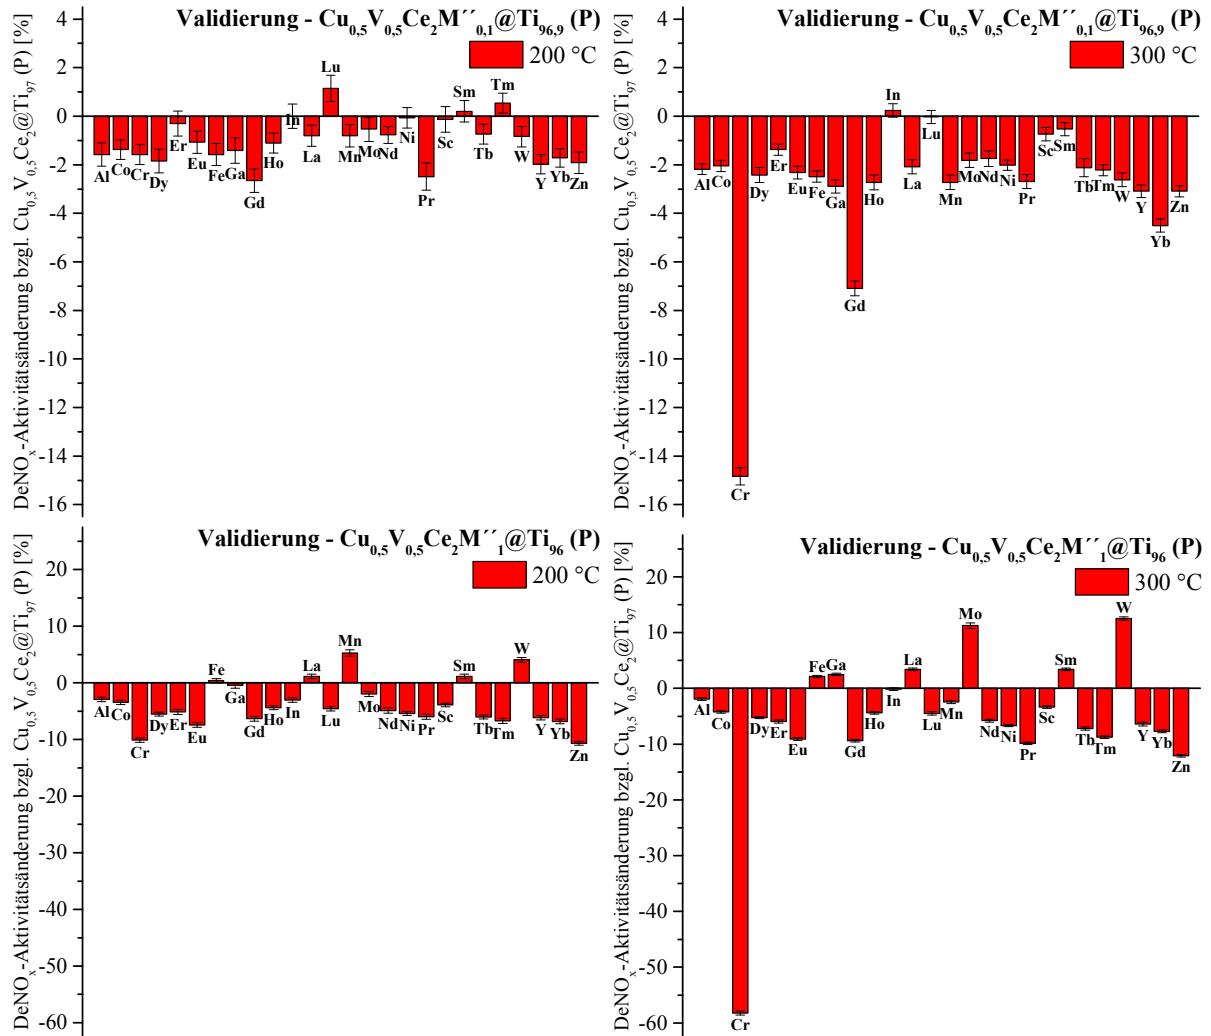 Validierung - Cu0,5V0,5Ce2M´´0,1@Ti96,9 (P)
200 °C
DeNOx-Aktivitätsänderung bzgl. Cu0,5V0,5Ce2@Ti97 (P) [%]
4
2
0
-2
-4
-6
-8
-10
-12
-14
-16
Al
Co
Cr
Dy
Er
Eu
Fe
Ga
Gd
Ho
In
La
Lu
Mn
Mo
Nd
Ni
Pr
Sc
Sm
Tb
Tm
W
Y
Yb
Zn
Validierung - Cu0,5V0,5Ce2M´´0,1@Ti96,9 (P)
300 °C
DeNOx-Aktivitätsänderung bzgl. Cu0,5V0,5Ce2@Ti97 (P) [%]
4
2
0
-2
-4
-6
-8
-10
-12
-14
-16
Al
Co
Cr
Dy
Er
Eu
Fe
Ga
Gd
Ho
In
La
Lu
Mn
Mo
Nd
Ni
Pr
Sc
Sm
Tb
Tm
W
Y
Yb
Zn
Validierung - Cu0,5V0,5Ce2M´´1@Ti96 (P)
200 °C
DeNOx-Aktivitätsänderung bzgl. Cu0,5V0,5Ce2@Ti97 (P) [%]
20
10
0
-10
-20
-30
-40
-50
-60
Al
Co
Cr
Dy
Er
Eu
Fe
Ga
Gd
Ho
In
La
Lu
Mn
Mo
Nd
Ni
Pr
Sc
Sm
Tb
Tm
W
Y
Yb
Zn
Validierung - Cu0,5V0,5Ce2M´´1@Ti96 (P)
300 °C
DeNOx-Aktivitätsänderung bzgl. Cu0,5V0,5Ce2@Ti97 (P) [%]
20
10
0
-10
-20
-30
-40
-50
-60
Al
Co
Cr
Dy
Er
Eu
Fe
Ga
Gd
Ho
In
La
Lu
Mn
Mo
Nd
Ni
Pr
Sc
Sm
Tb
Tm
W
Y
Yb
Zn